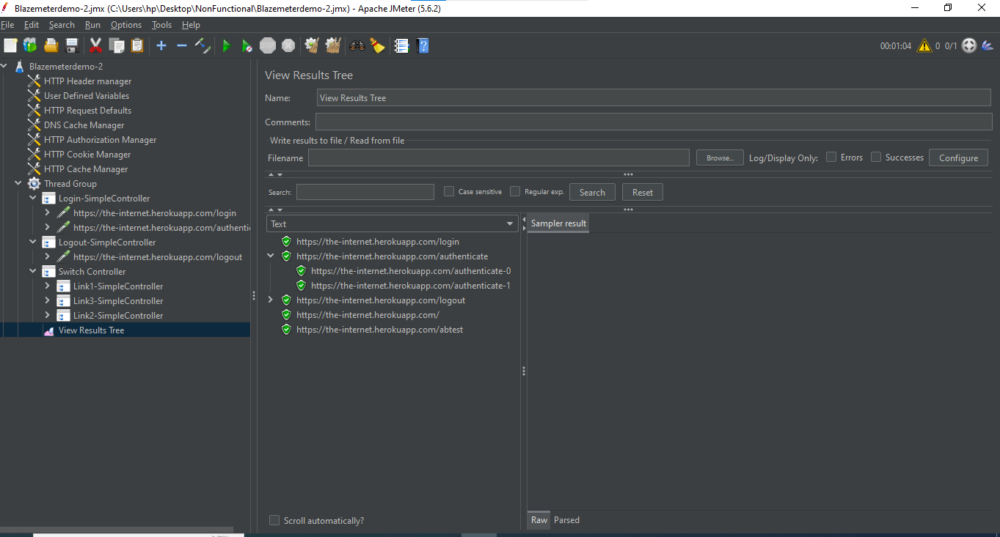 Blazemeterdemo-2.jmx (C:\Users\hp\Desktop\NonFunctional\Blazemeterdemo-2.jmx) - Apache JMeter (5.6.2)
File Edit Search Run Options Tools Help
STOP
00:01:04 0 0/1
Blazemeterdemo-2
HTTP Header manager
User Defined Variables
HTTP Request Defaults
DNS Cache Manager
HTTP Authorization Manager
HTTP Cookie Manager
HTTP Cache Manager
Thread Group
Login-SimpleController
https://the-internet.herokuapp.com/login
https://the-internet.herokuapp.com/authenti
Logout-SimpleController
https://the-internet.herokuapp.com/logout
Switch Controller
Link1-SimpleController
Link3-SimpleController
Link2-SimpleController
View Results Tree
View Results Tree
Name: View Results Tree
Comments:
Write results to file / Read from file
Filename Browse... Log/Display Only: Errors Successes Configure
Search: Case sensitive Regular exp. Search Reset
Text
https://the-internet.herokuapp.com/login
https://the-internet.herokuapp.com/authenticate
https://the-internet.herokuapp.com/authenticate-0
https://the-internet.herokuapp.com/authenticate-1
https://the-internet.herokuapp.com/logout
https://the-internet.herokuapp.com/
https://the-internet.herokuapp.com/abtest
Scroll automatically?
Sampler result
Raw Parsed